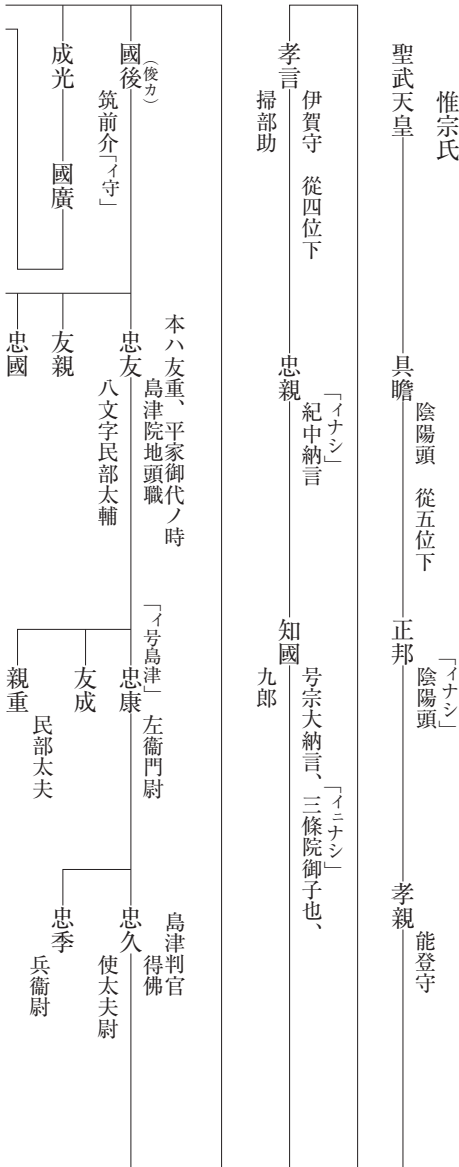 惟宗氏
聖武天皇
具瞻
陰陽頭　從五位下
正邦
「イナシ」
陰陽頭
孝親
能登守
孝言
伊賀守　從四位下
掃部助
忠親
「イナシ」
紀中納言
知國
「イニナシ」
号宗大納言、三條院御子也、
九郎
國後
(俊カ)
筑前介「イ守」
忠友
本ハ友重、平家御代ノ時
島津院地頭職
八文字民部太輔
忠康
「イ号島津」
左衞門尉
忠久
島津判官
得佛
使太夫尉
忠季
兵衞尉
友成
親重
民部太夫
友親
忠國
成光
國廣